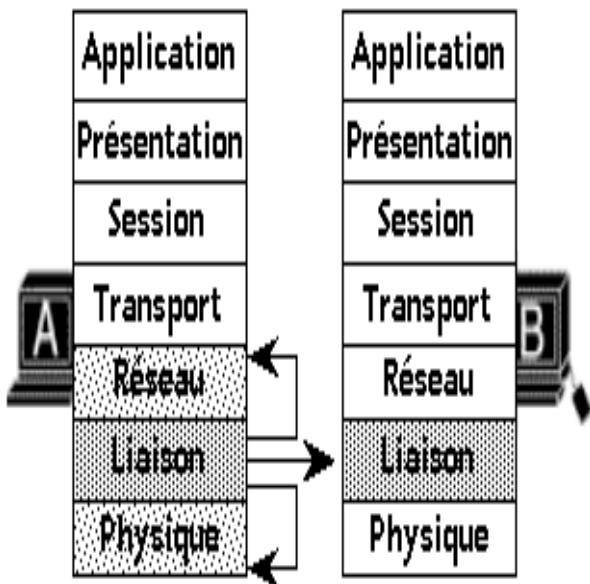 Application
Présentation
Session
Transport
Réseau
Liaison
Physique
A
Application
Présentation
Session
Transport
Réseau
Liaison
Physique
B